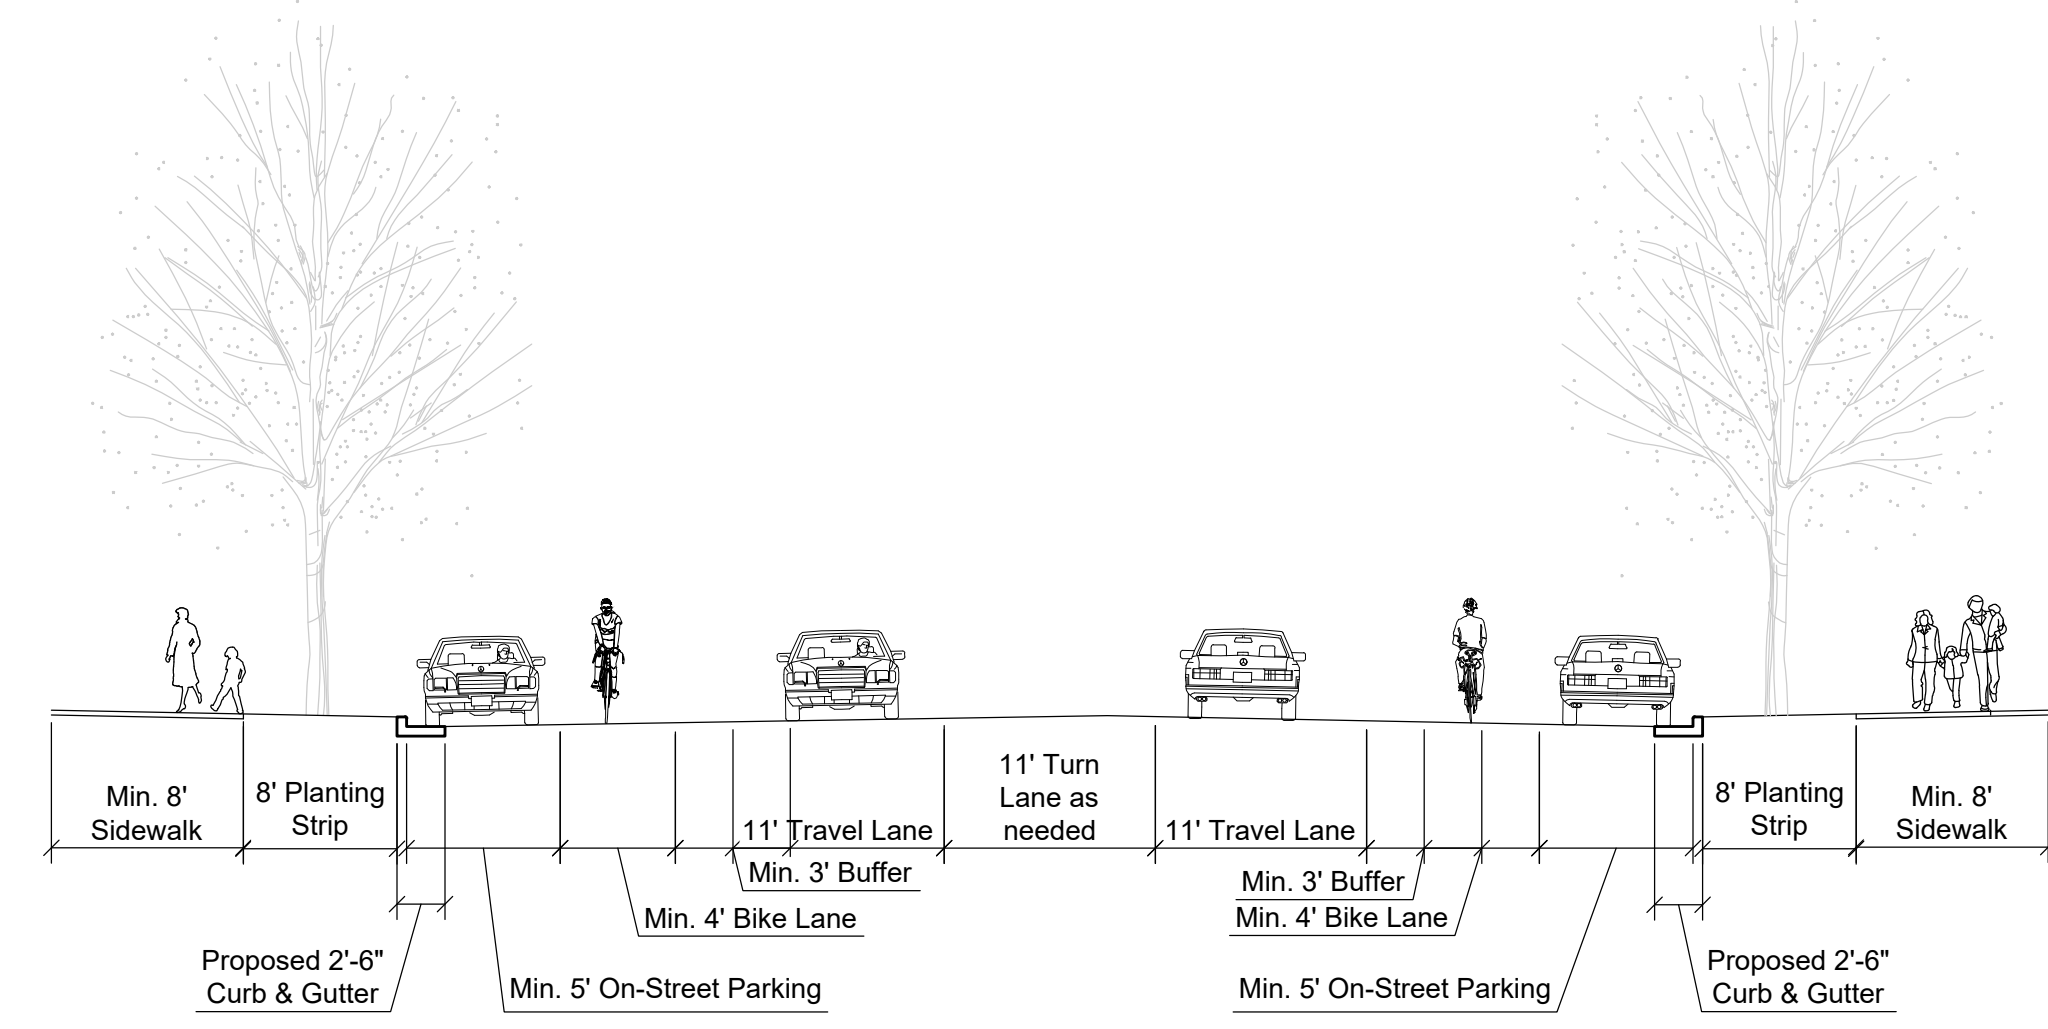 Min. 8'
Sidewalk
8' Planting
Strip
11' Travel Lane
11' Turn
Lane as
needed
11' Travel Lane
8' Planting
Strip
Min. 8'
Sidewalk
Min. 3' Buffer
Min. 4' Bike Lane
Min. 3' Buffer
Min. 4' Bike Lane
Proposed 2'-6"
Curb & Gutter
Min. 5' On-Street Parking
Min. 5' On-Street Parking
Proposed 2'-6"
Curb & Gutter